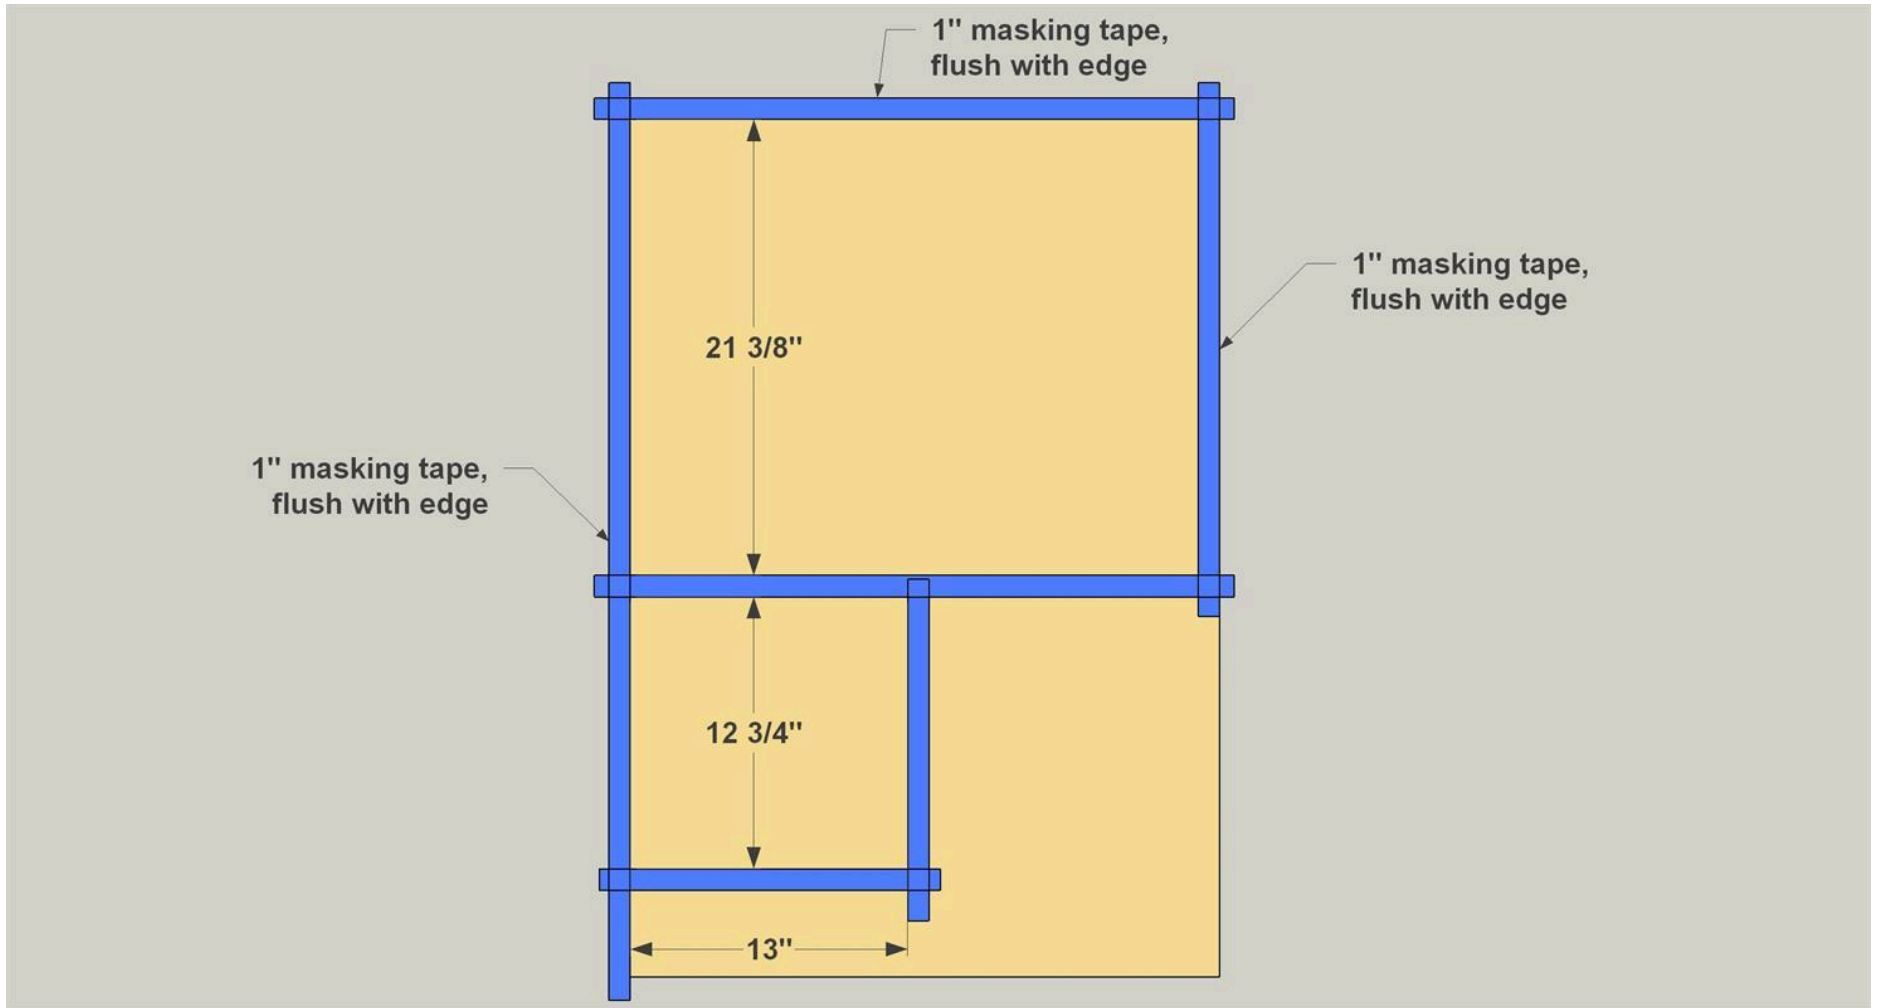 1" masking tape,
flush with edge
1" masking tape,
flush with edge
21 3/8"
1" masking tape,
flush with edge
12 3/4"
13"